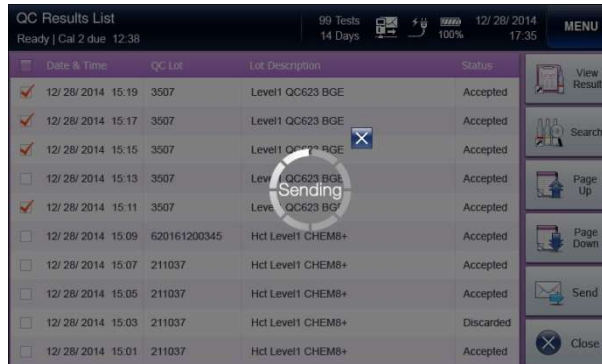 QC Results List
Ready | Cal 2 due 12:38
99 Tests
14 Days
100%
12/ 28/ 2014
17:35
MENU
Date & Time QC Lot Lot Description Status
12/ 28/ 2014 15:19 3507 Level1 QC623 BGE Accepted
12/ 28/ 2014 15:17 3507 Level1 QC623 BGE Accepted
12/ 28/ 2014 15:15 3507 Level1 QC623 BGE Accepted
12/ 28/ 2014 15:13 3507 Level1 QC623 BGE Accepted
Sending
12/ 28/ 2014 15:11 3507 Level1 QC623 BGE Accepted
12/ 28/ 2014 15:09 620161200345 Hct Level1 CHEM8+ Accepted
12/ 28/ 2014 15:07 211037 Hct Level1 CHEM8+ Accepted
12/ 28/ 2014 15:05 211037 Hct Level1 CHEM8+ Accepted
12/ 28/ 2014 15:03 211037 Hct Level1 CHEM8+ Discarded
12/ 28/ 2014 15:01 211037 Hct Level1 CHEM8+ Accepted
View
Result
Search
Page
Up
Page
Down
Send
Close